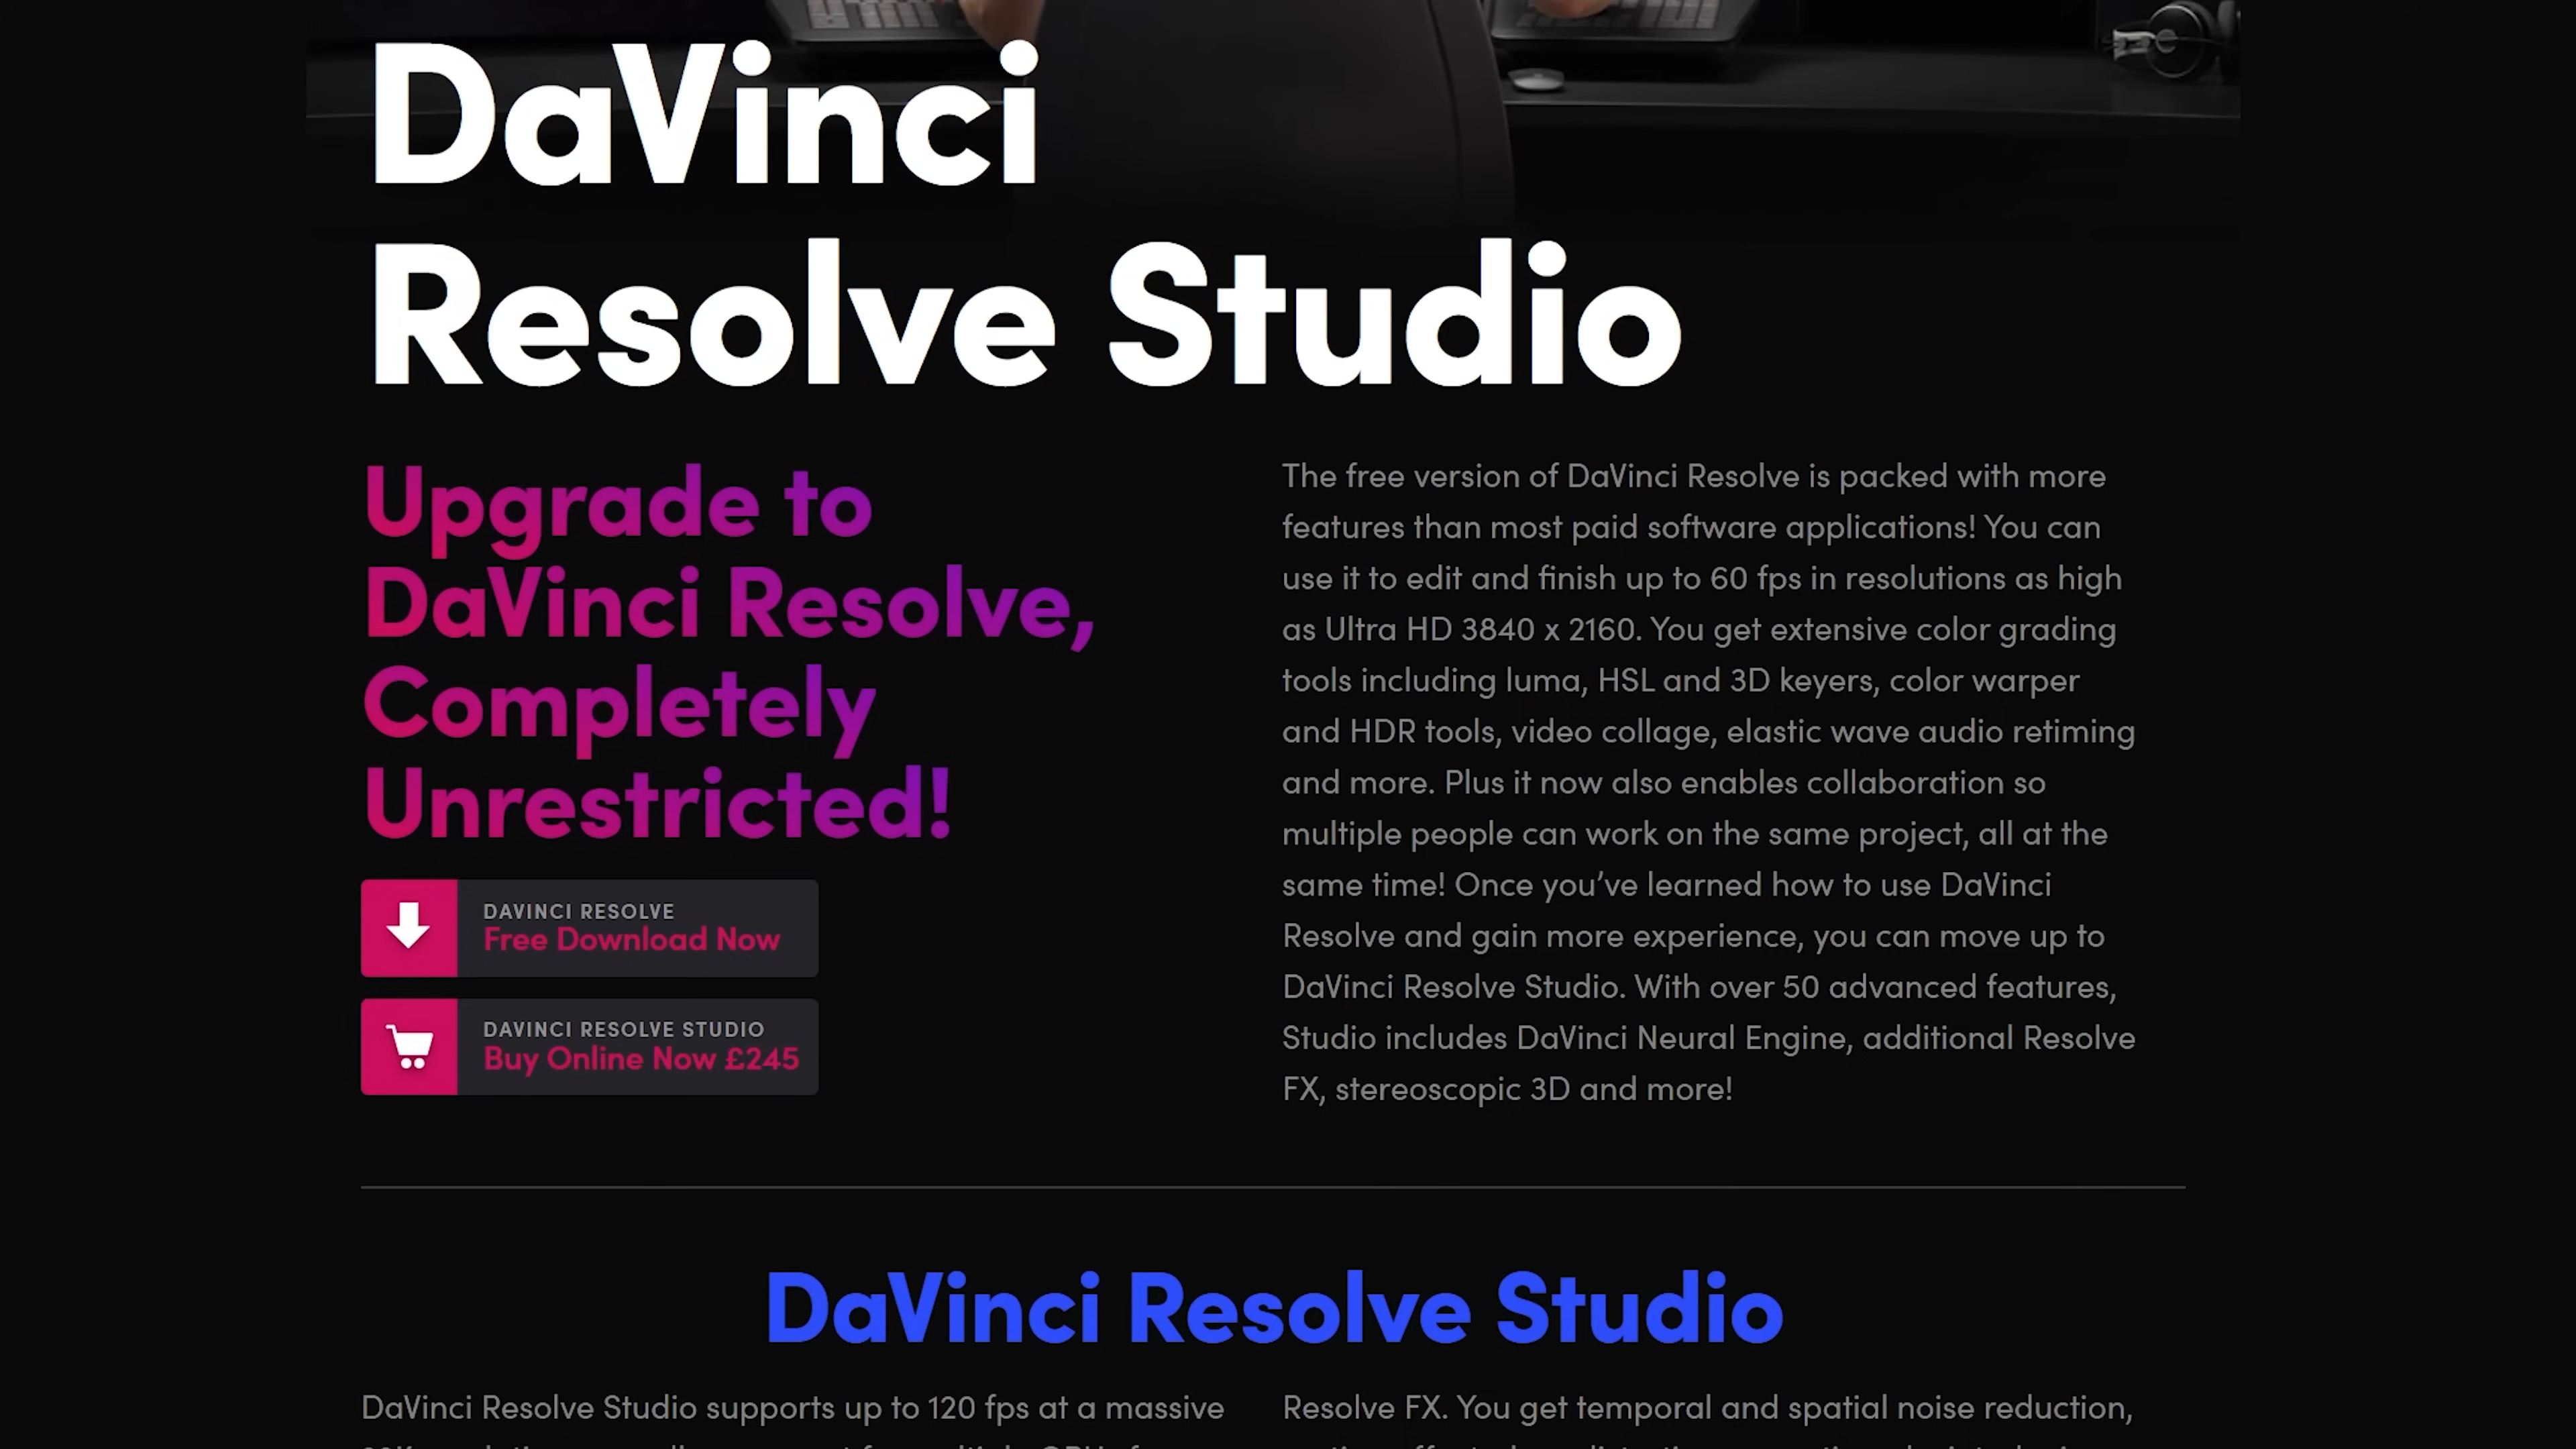 DaVinci
Resolve Studio
Upgrade to
DaVinci Resolve,
Completely
Unrestricted!
DAVINCI RESOLVE
Free Download Now
DAVINCI RESOLVE STUDIO
Buy Online Now £245
The free version of DaVinci Resolve is packed with more
features than most paid software applications! You can
use it to edit and finish up to 60 fps in resolutions as high
as Ultra HD 3840 x 2160. You get extensive color grading
tools including luma, HSL and 3D keyers, color warper
and HDR tools, video collage, elastic wave audio retiming
and more. Plus it now also enables collaboration so
multiple people can work on the same project, all at the
same time! Once you’ve learned how to use DaVinci
Resolve and gain more experience, you can move up to
DaVinci Resolve Studio. With over 50 advanced features,
Studio includes DaVinci Neural Engine, additional Resolve
FX, stereoscopic 3D and more!
DaVinci Resolve Studio
DaVinci Resolve Studio supports up to 120 fps at a massive
Resolve FX. You get temporal and spatial noise reduction,